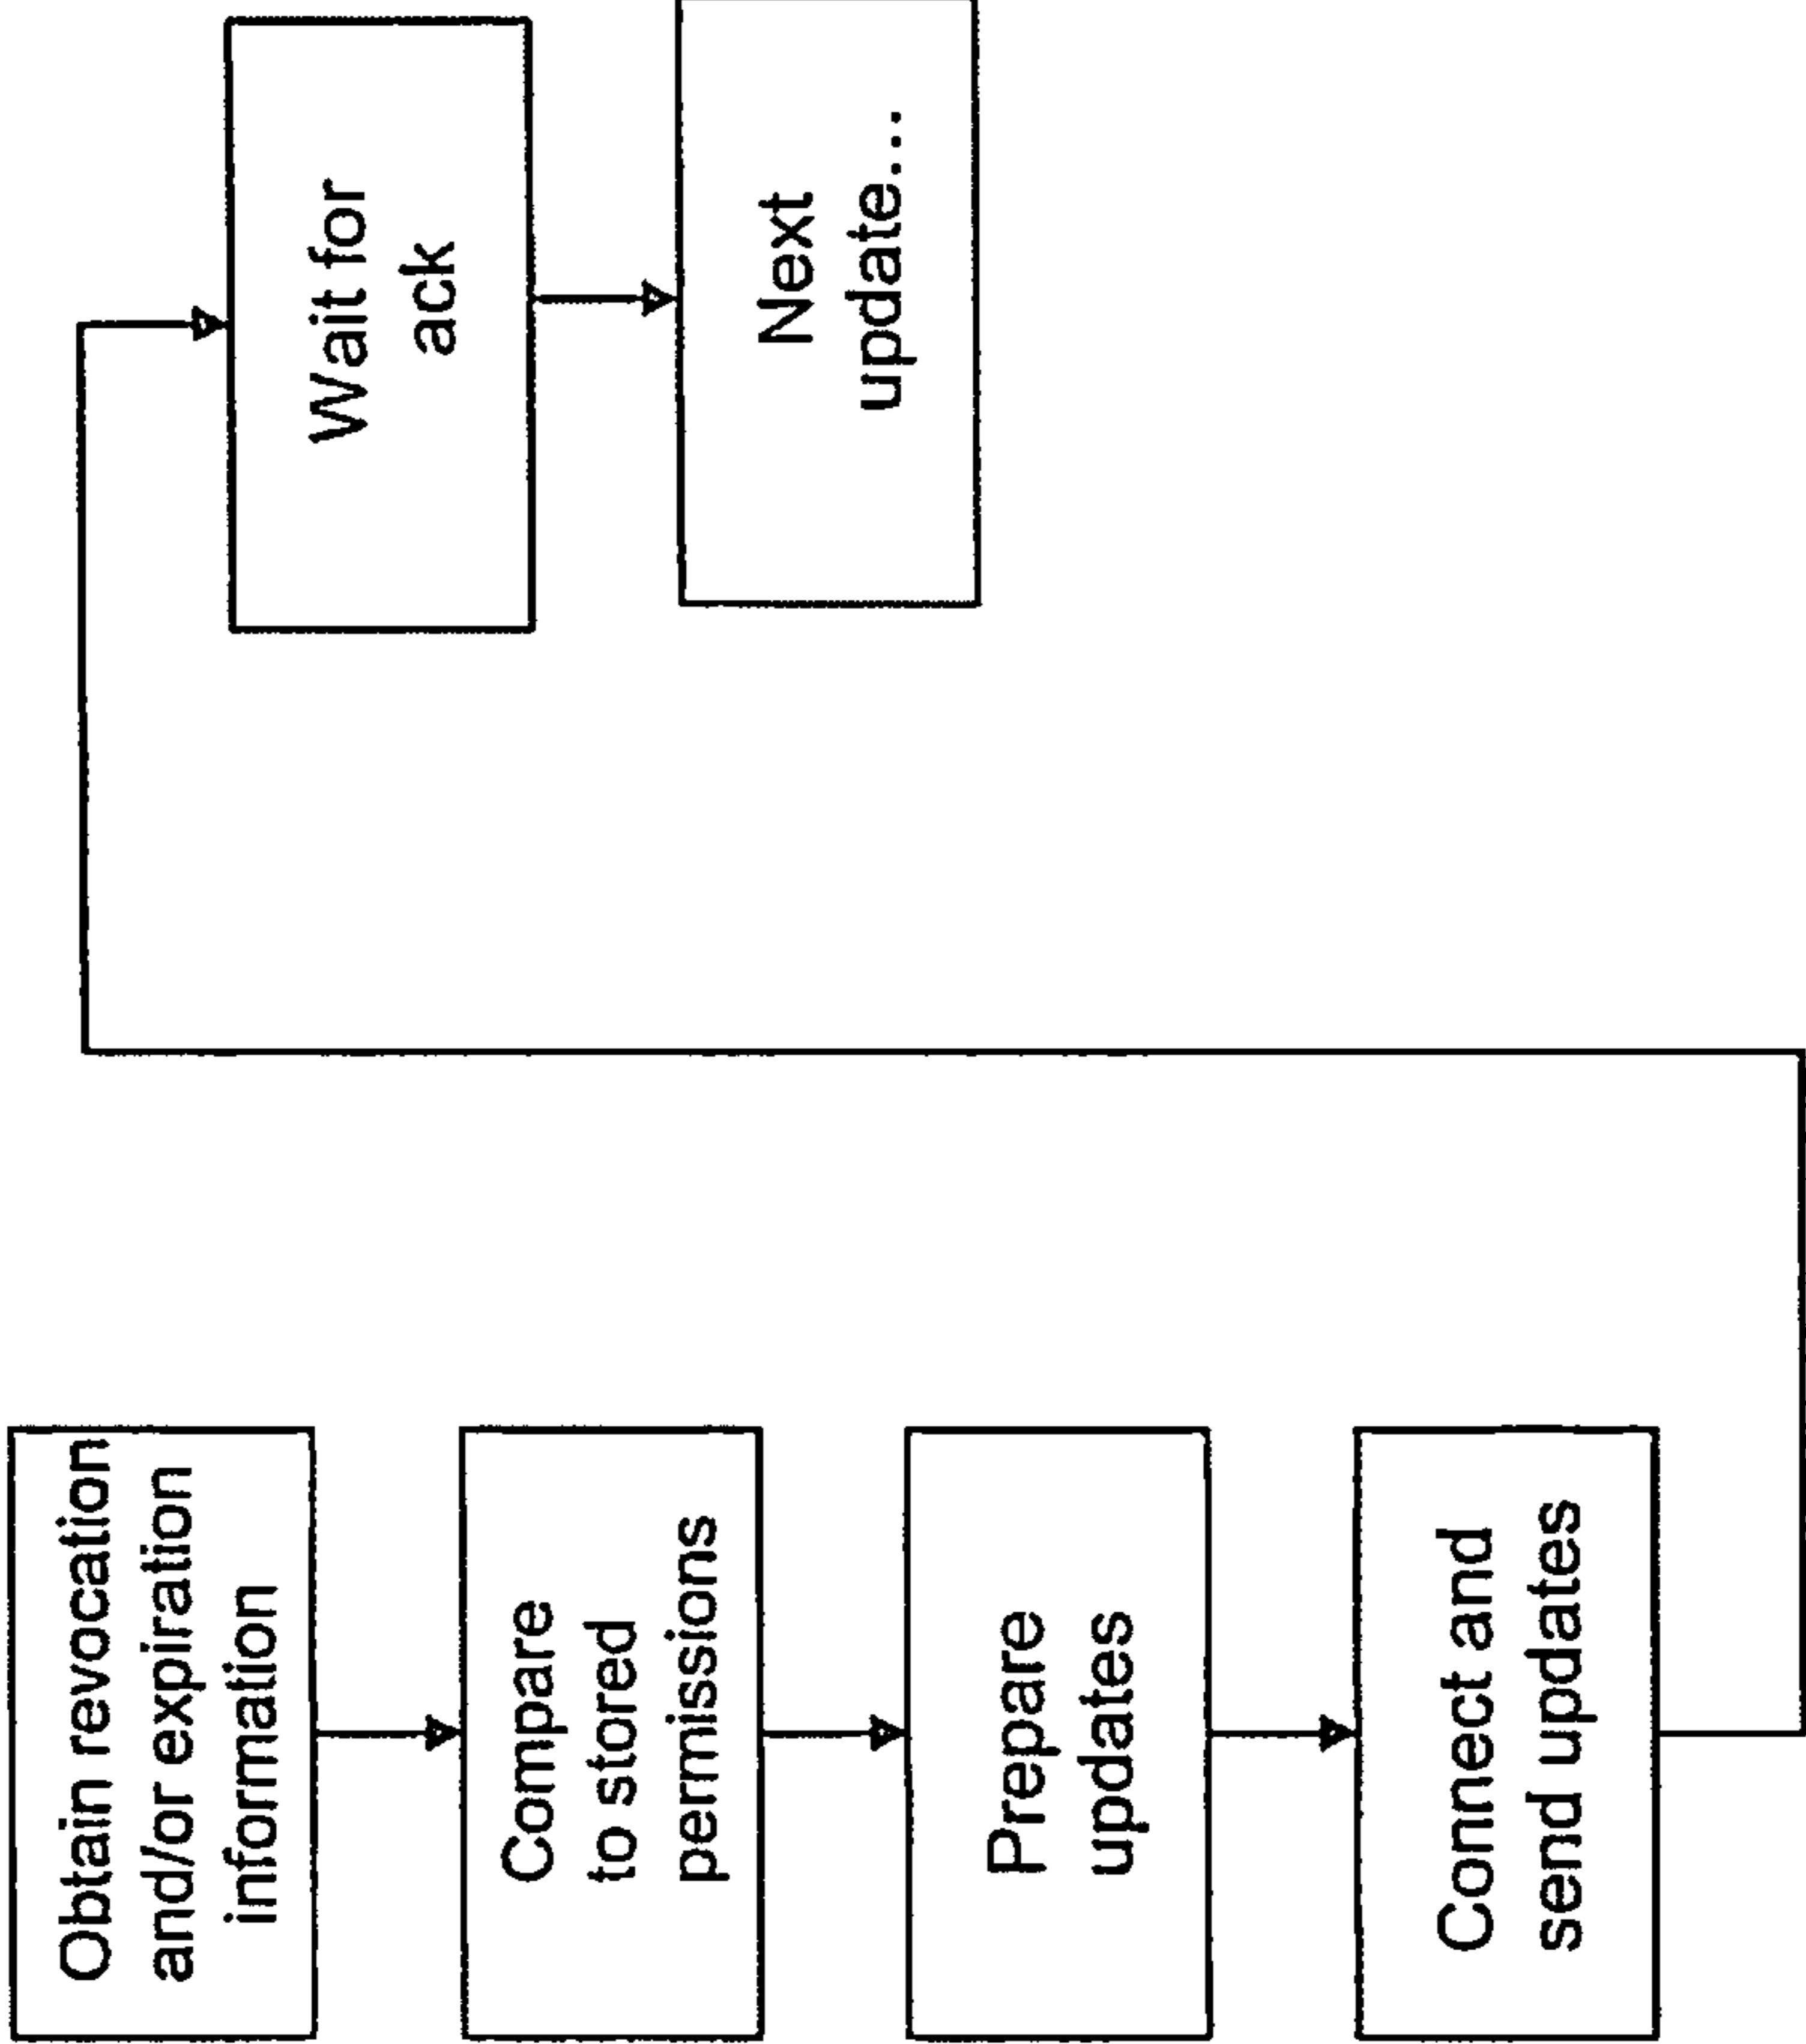 Obtain revocation
and/or expiration
information
Compare
to stored
permissions
Prepare
updates
Connect and
send updates
Wait for
ack
Next
update...